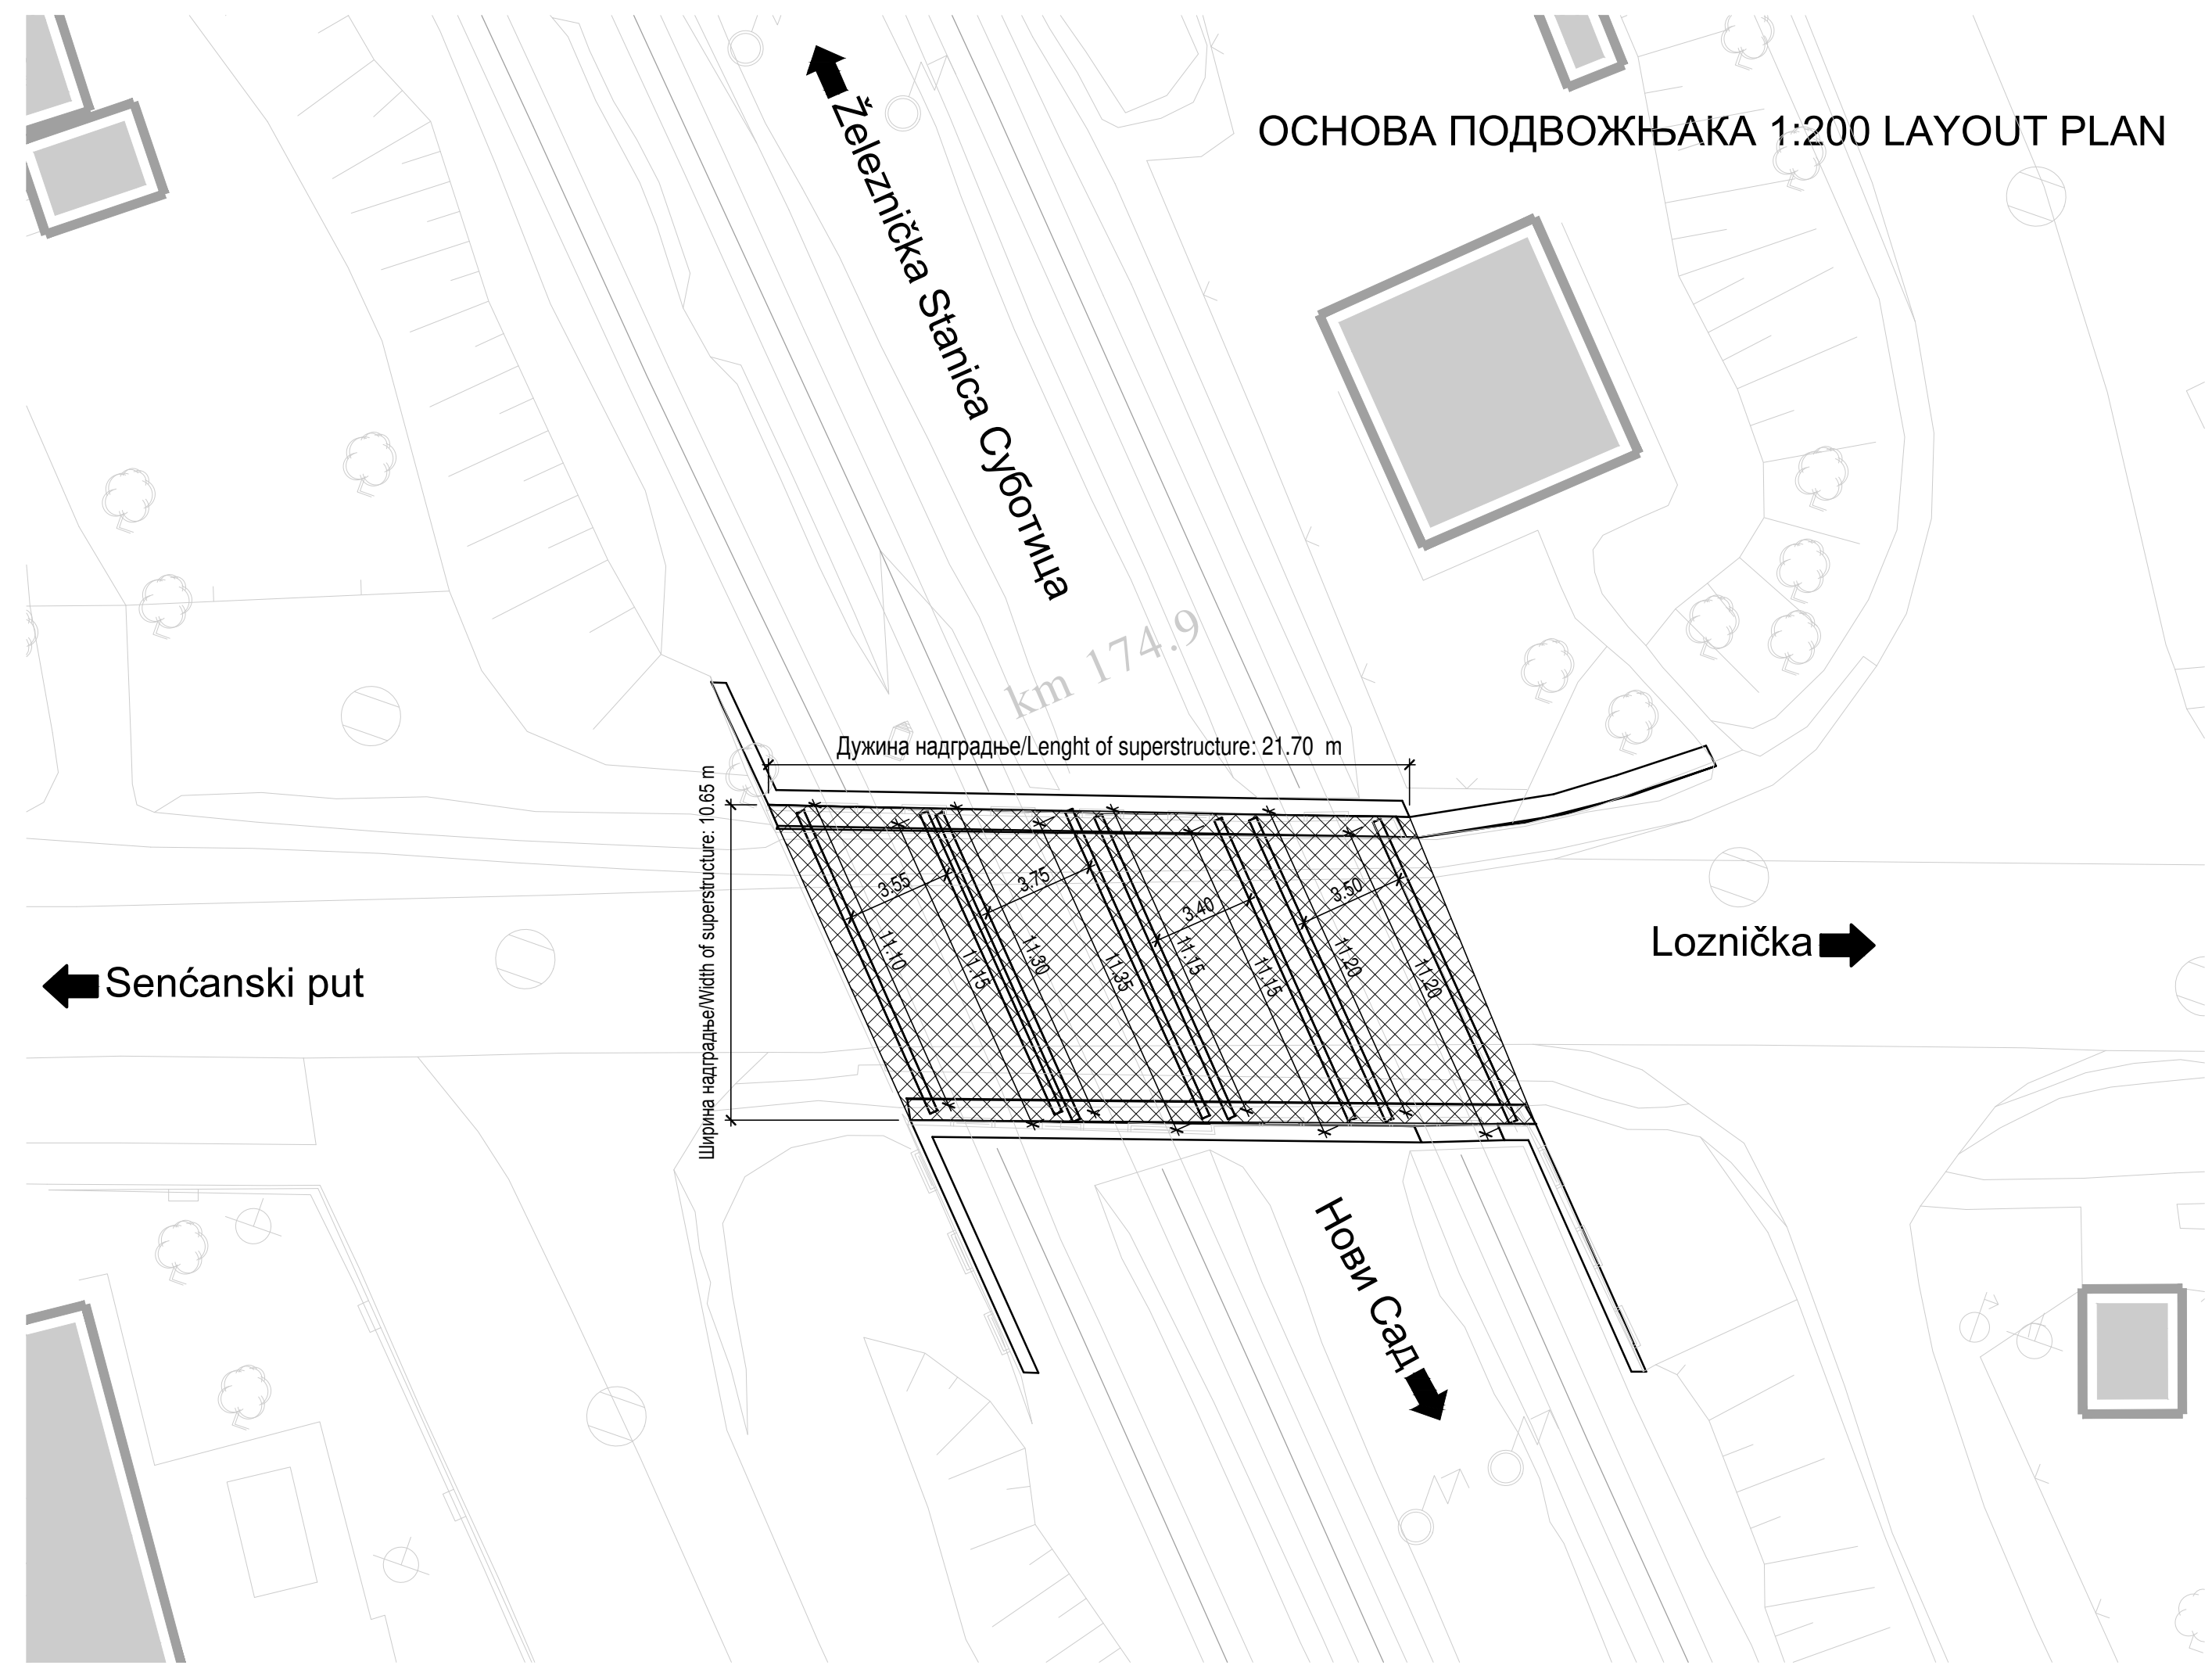 ОСНОВА ПОДВОЖЊАКА 1:200 LAYOUT PLAN
Železnička Stanica Суботица
km 174.9
Дужина надградње/Lenght of superstructure: 21.70 m
Ширина надградње/Width of superstructure: 10.65 m
3.55
3.75
3.40
3.50
11.10
11.15
11.30
11.35
11.15
11.15
11.20
11.20
Senćanski put
Loznička
Нови Сад